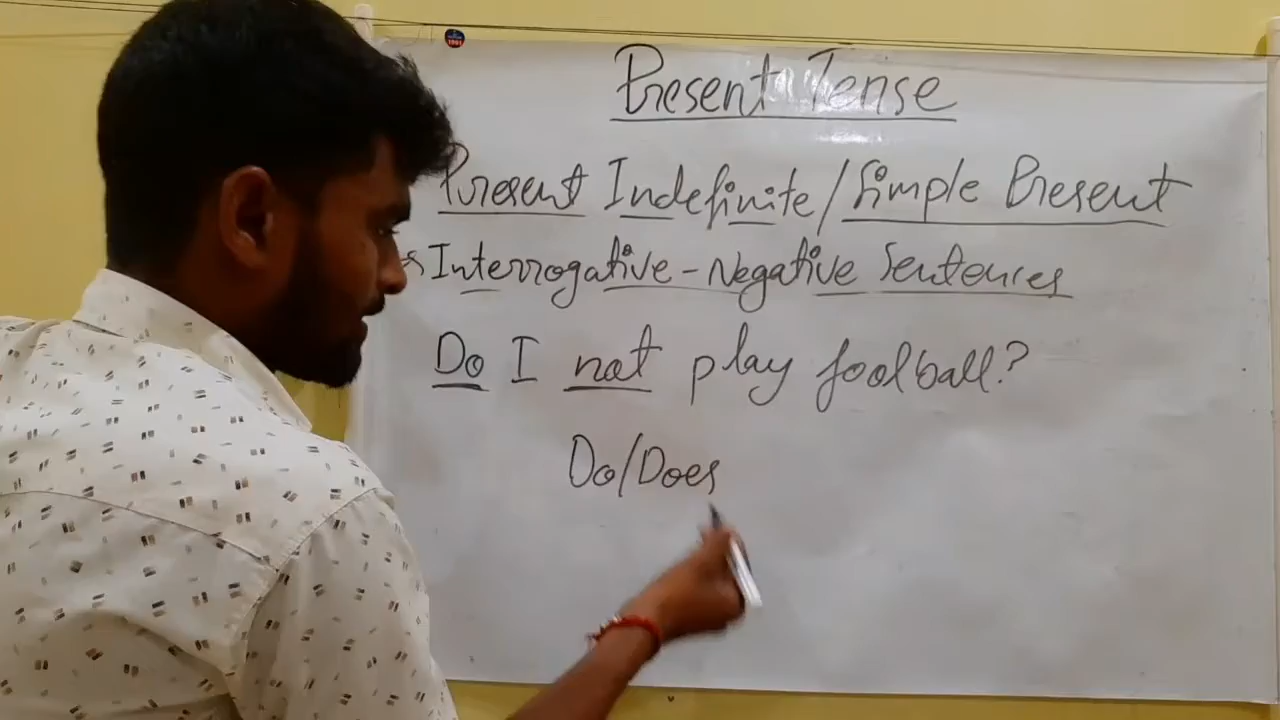 Present Tense
Present Indefinite/Simple Present
Interrogative-Negative Sentences
Do I not play football?
Do/Does